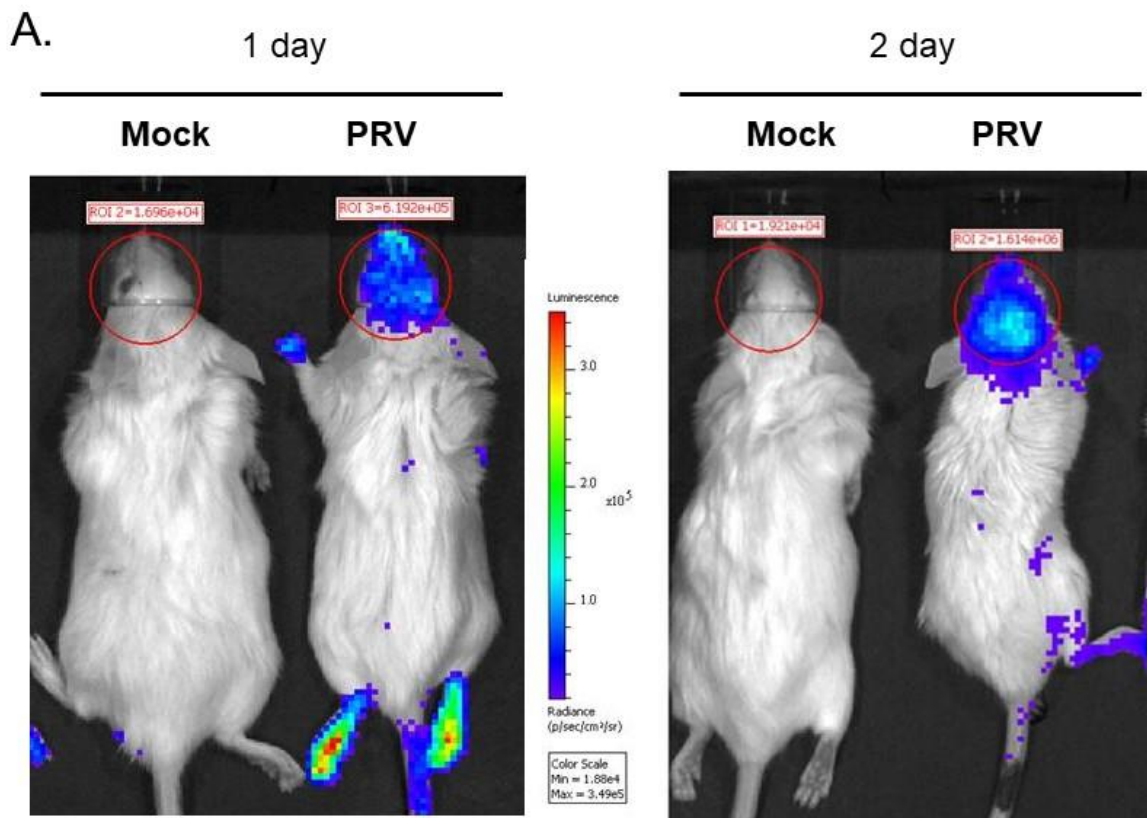 A.
1 day
2 day
Mock
PRV
Mock
PRV
ROI 2=1.696e+04
ROI 3=6.192e+05
ROI 1=1.921e+04
ROI 2=1.614e+06
Luminescence
3.0
2.0
x10⁵
1.0
Radiance
(p/sec/cm²/sr)
Color Scale
Min = 1.88e4
Max = 3.49e5